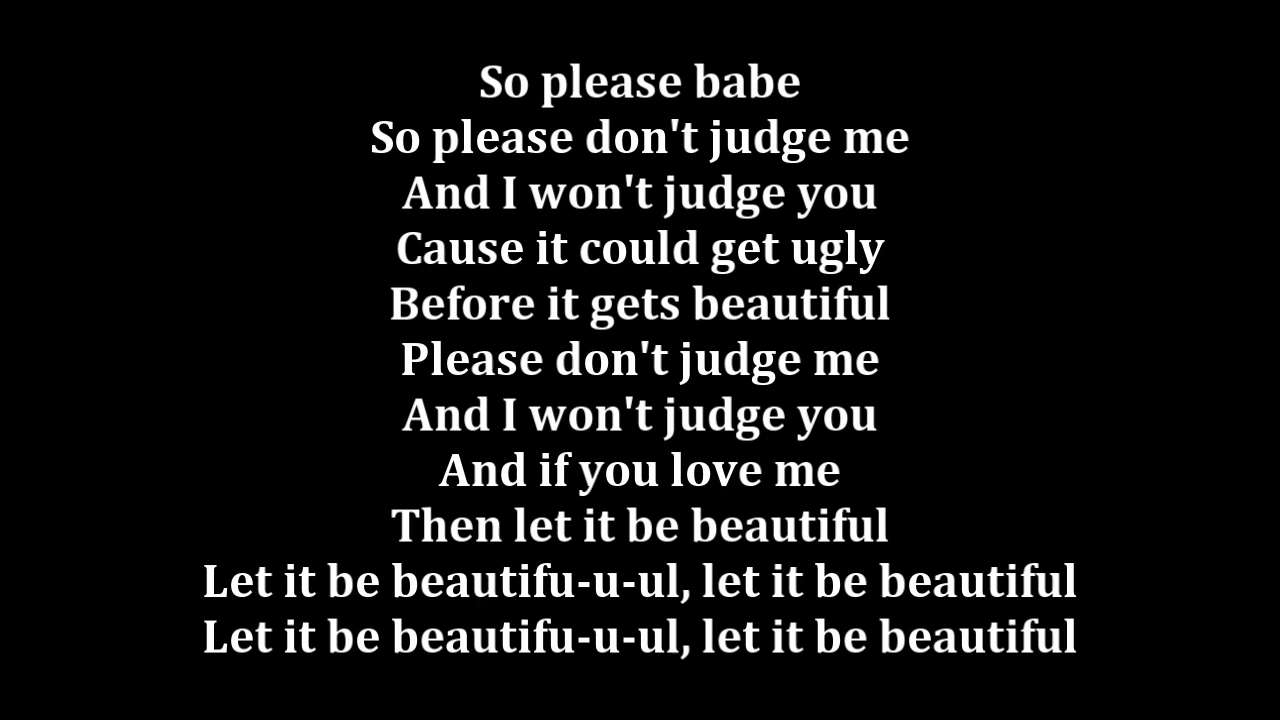 So please babe
So please don't judge me
And I won't judge you
Cause it could get ugly
Before it gets beautiful
Please don't judge me
And I won't judge you
And if you love me
Then let it be beautiful
Let it be beautifu-u-ul, let it be beautiful
Let it be beautifu-u-ul, let it be beautiful